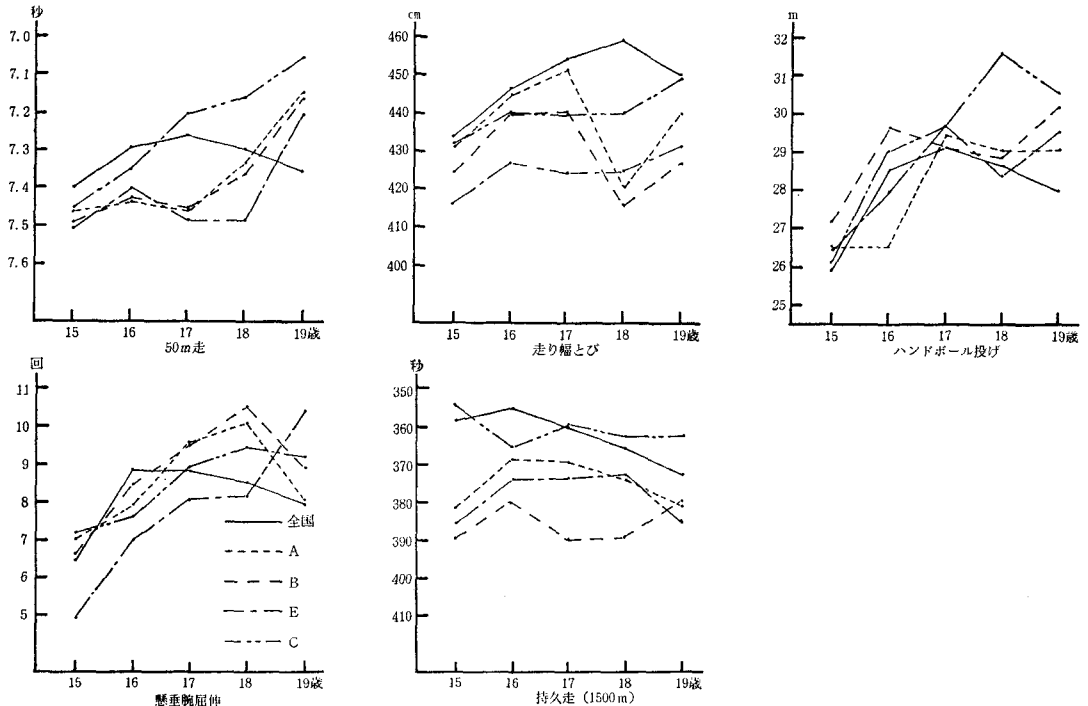 秒
7.0
7.1
7.2
7.3
7.4
7.5
7.6
15 16 17 18 19歳
50m走
cm
460
450
440
430
420
410
400
15 16 17 18 19歳
走り幅とび
m
32
31
30
29
28
27
26
25
15 16 17 18 19歳
ハンドボール投げ
回
11
10
9
8
7
6
5
全国
A
B
E
C
15 16 17 18 19歳
懸垂腕屈伸
秒
350
360
370
380
390
400
410
15 16 17 18 19歳
持久走(1500m)